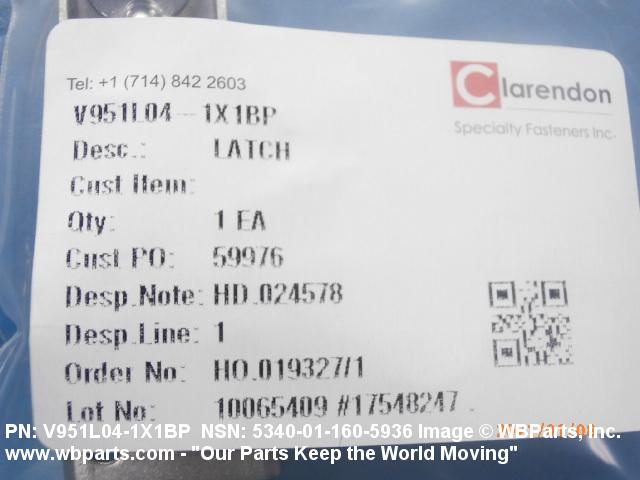 Tel: +1 (714) 842 2603
Clarendon
Specialty Fasteners Inc.
V951L04-1X1BP
Desc.: LATCH
Cust Item:
Qty: 1 EA
Cust PO: 59976
Desp.Note: HD.024578
Desp.Line: 1
Order No: HO.019327/1
Lot No: 10065409 #17548247 .
PN: V951L04-1X1BP NSN: 5340-01-160-5936 Image © WBParts, Inc.
www.wbparts.com - "Our Parts Keep the World Moving"